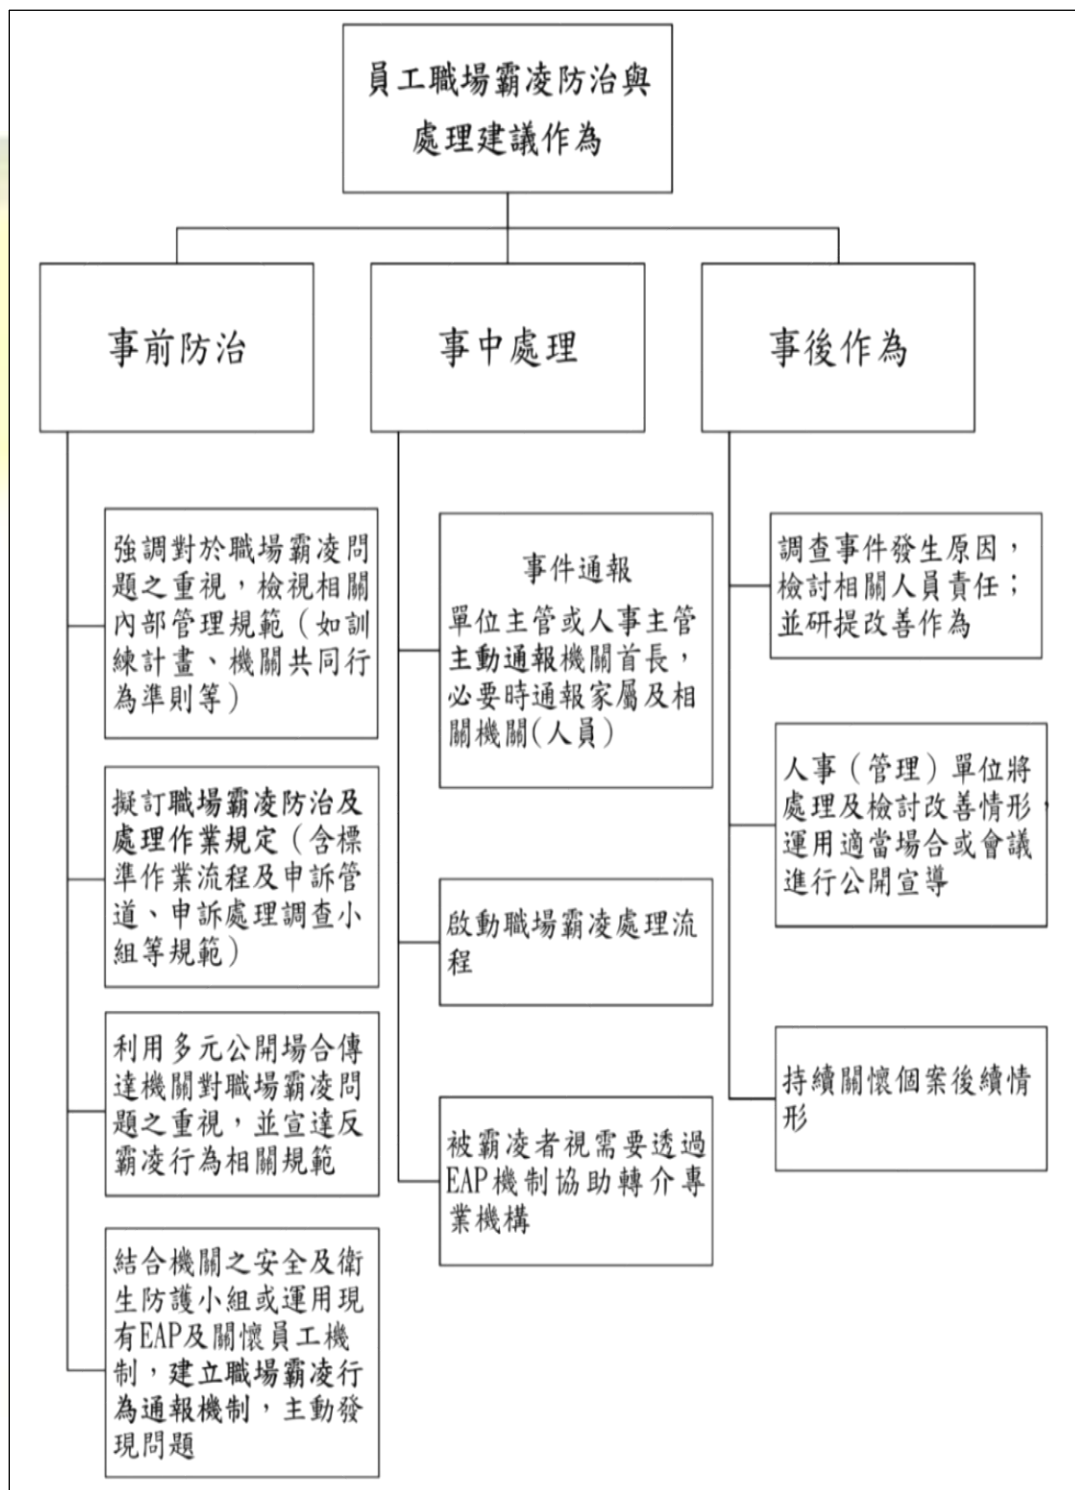 員工職場霸凌防治與
處理建議作為
事前防治
事中處理
事後作為
強調對於職場霸凌問
題之重視，檢視相關
內部管理規範（如訓
練計畫、機關共同行
為準則等）
擬訂職場霸凌防治及
處理作業規定（含標
準作業流程及申訴管
道、申訴處理調查小
組等規範）
利用多元公開場合傳
達機關對職場霸凌問
題之重視，並宣達反
霸凌行為相關規範
結合機關之安全及衛
生防護小組或運用現
有EAP及關懷員工機
制，建立職場霸凌行
為通報機制，主動發
現問題
事件通報
單位主管或人事主管
主動通報機關首長，
必要時通報家屬及相
關機關(人員）
啟動職場霸凌處理流
程
被霸凌者視需要透過
EAP機制協助轉介專
業機構
調查事件發生原因，
檢討相關人員責任；
並研提改善作為
人事（管理）單位將
處理及檢討改善情形，
運用適當場合或會議
進行公開宣導
持續關懷個案後續情
形